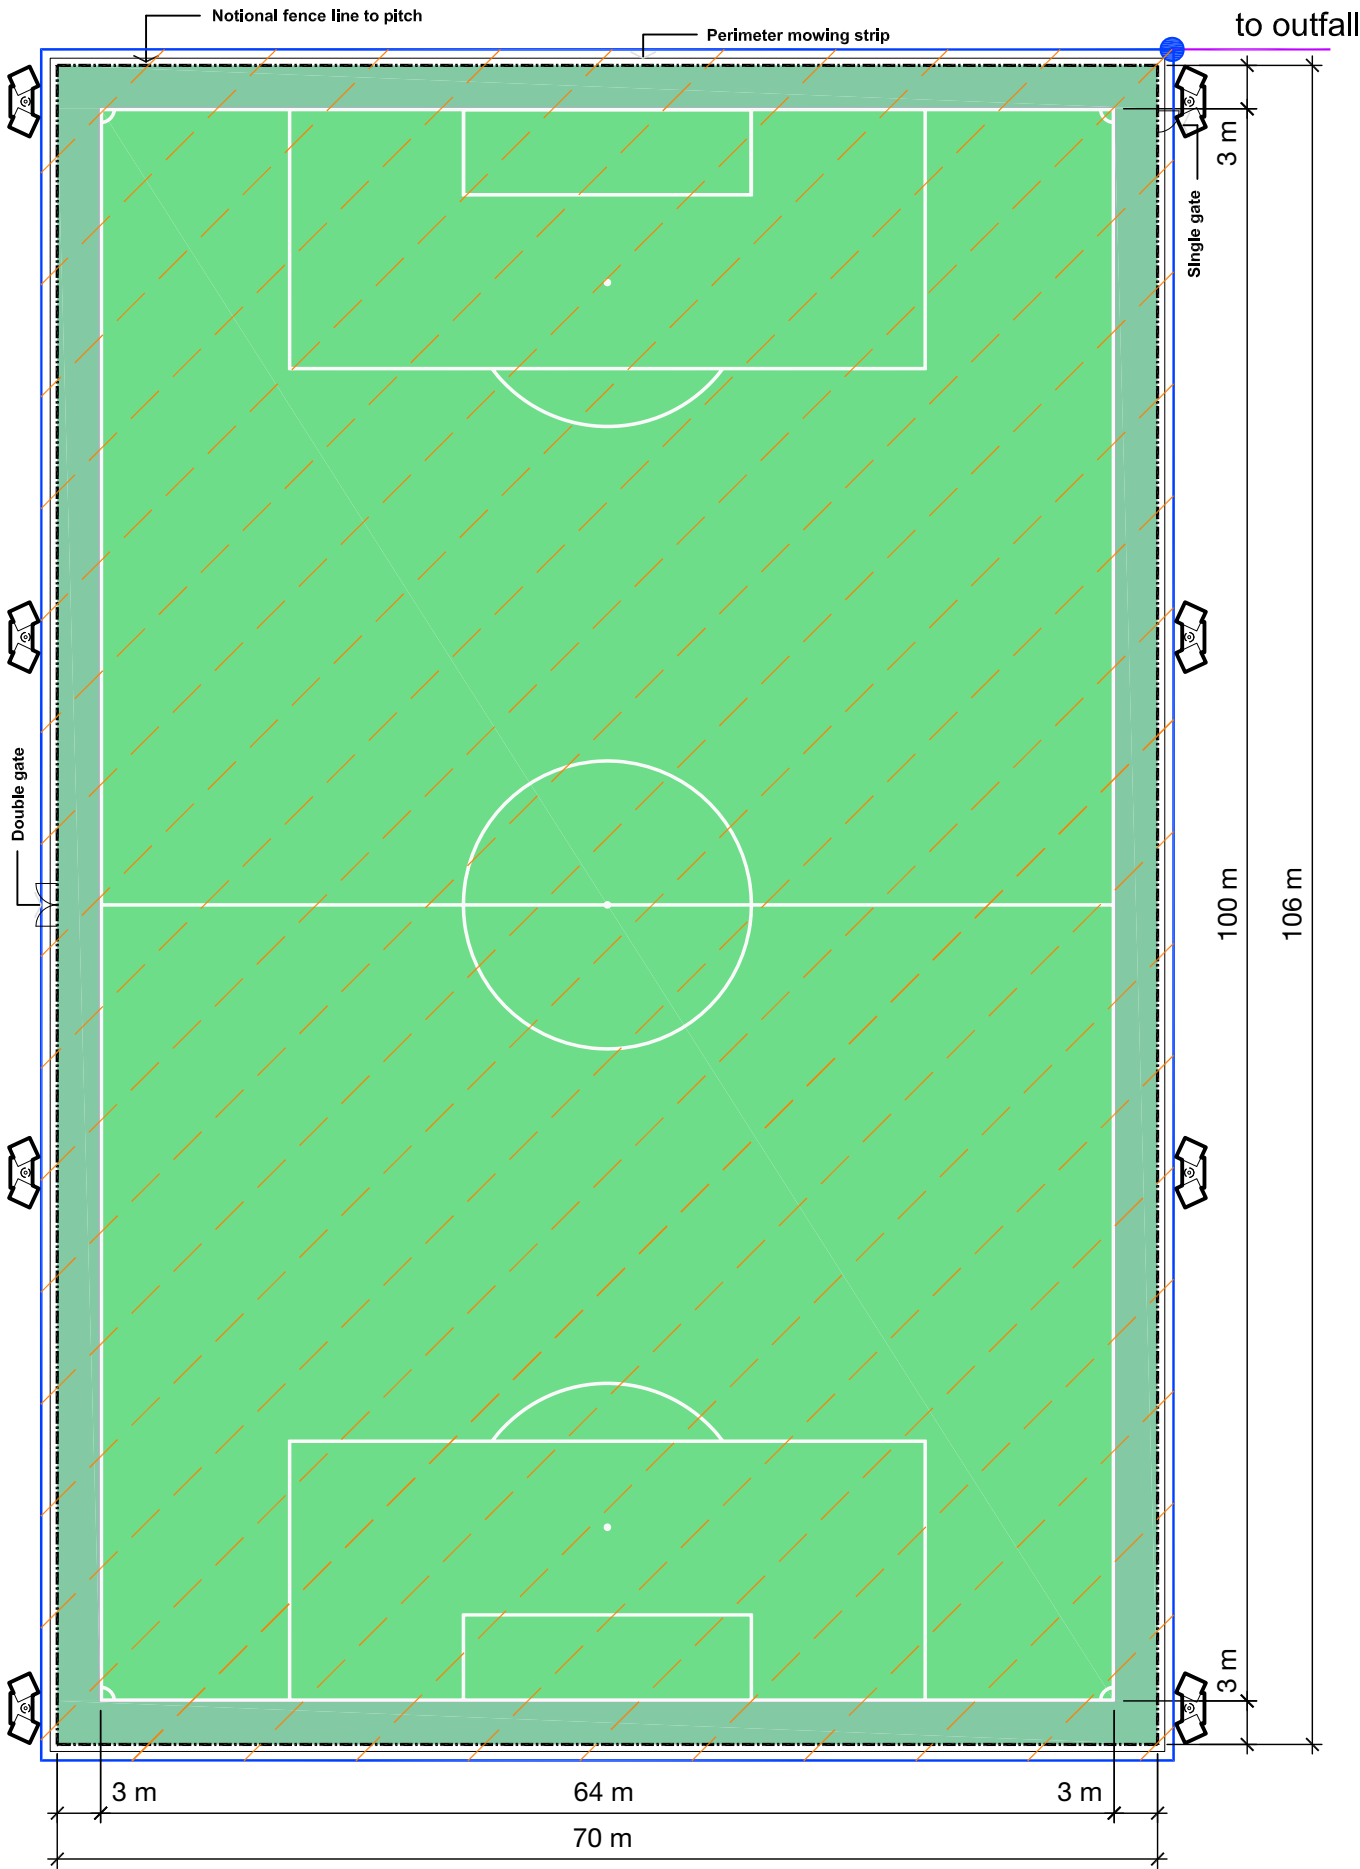 Notional fence line to pitch
to outfall
Perimeter mowing strip
3 m
Single gate
Double gate
100 m
106 m
3 m
3 m
64 m
3 m
70 m